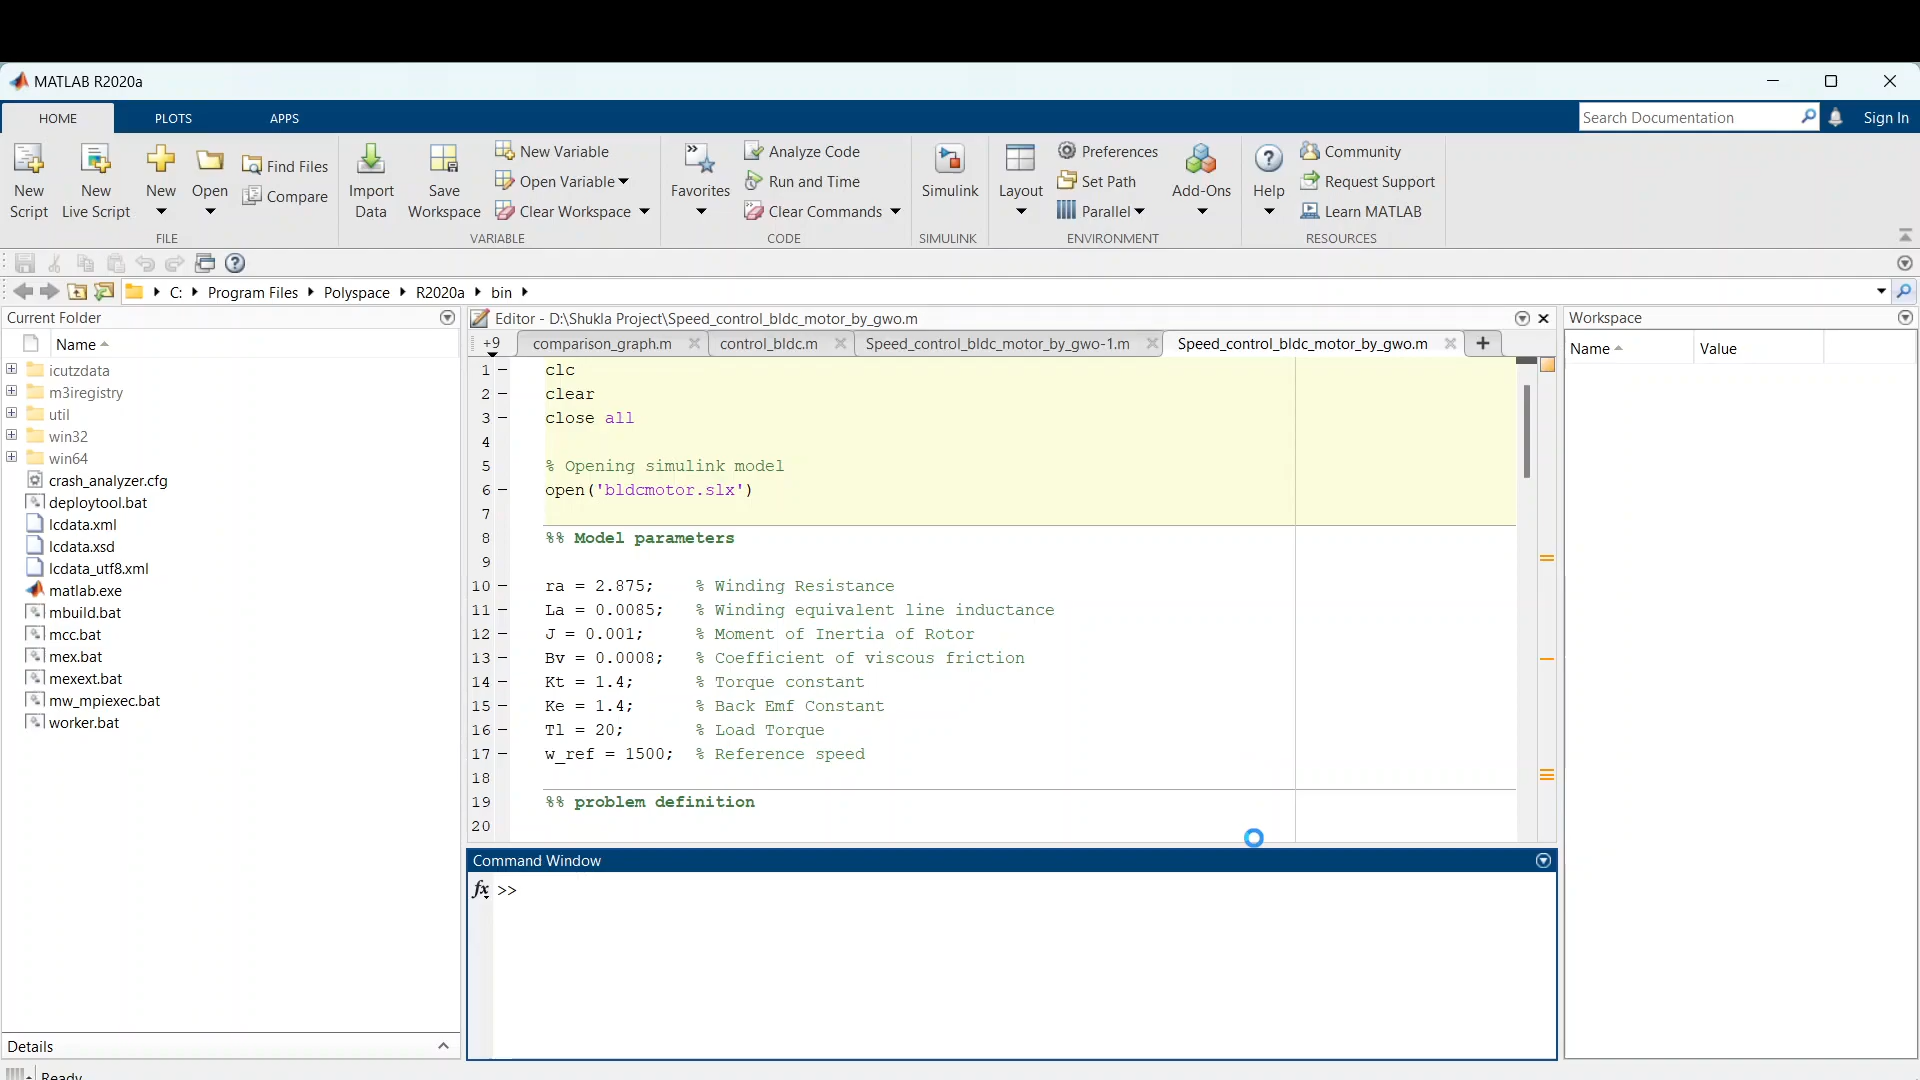 MATLAB R2020a
HOME
PLOTS
APPS
Search Documentation
Sign In
New Script
New Live Script
New
Open
Find Files
Compare
FILE
Import Data
Save Workspace
New Variable
Open Variable
Clear Workspace
VARIABLE
Favorites
Analyze Code
Run and Time
Clear Commands
CODE
Simulink
SIMULINK
Layout
Preferences
Set Path
Parallel
Add-Ons
ENVIRONMENT
Help
Community
Request Support
Learn MATLAB
RESOURCES
C: Program Files Polyspace R2020a bin
Current Folder
Name
icutzdata
m3iregistry
util
win32
win64
crash_analyzer.cfg
deploytool.bat
lcdata.xml
lcdata.xsd
lcdata_utf8.xml
matlab.exe
mbuild.bat
mcc.bat
mex.bat
mexext.bat
mw_mpiexec.bat
worker.bat
Details
Ready
Editor - D:\Shukla Project\Speed_control_bldc_motor_by_gwo.m
+9 comparison_graph.m control_bldc.m Speed_control_bldc_motor_by_gwo-1.m Speed_control_bldc_motor_by_gwo.m
1 clc
2 clear
3 close all
4
5 % Opening simulink model
6 open('bldcmotor.slx')
7
8 %% Model parameters
9
10 ra = 2.875; % Winding Resistance
11 La = 0.0085; % Winding equivalent line inductance
12 J = 0.001; % Moment of Inertia of Rotor
13 Bv = 0.0008; % Coefficient of viscous friction
14 Kt = 1.4; % Torque constant
15 Ke = 1.4; % Back Emf Constant
16 Tl = 20; % Load Torque
17 w_ref = 1500; % Reference speed
18
19 %% problem definition
20
Command Window
fx >>
Workspace
Name Value